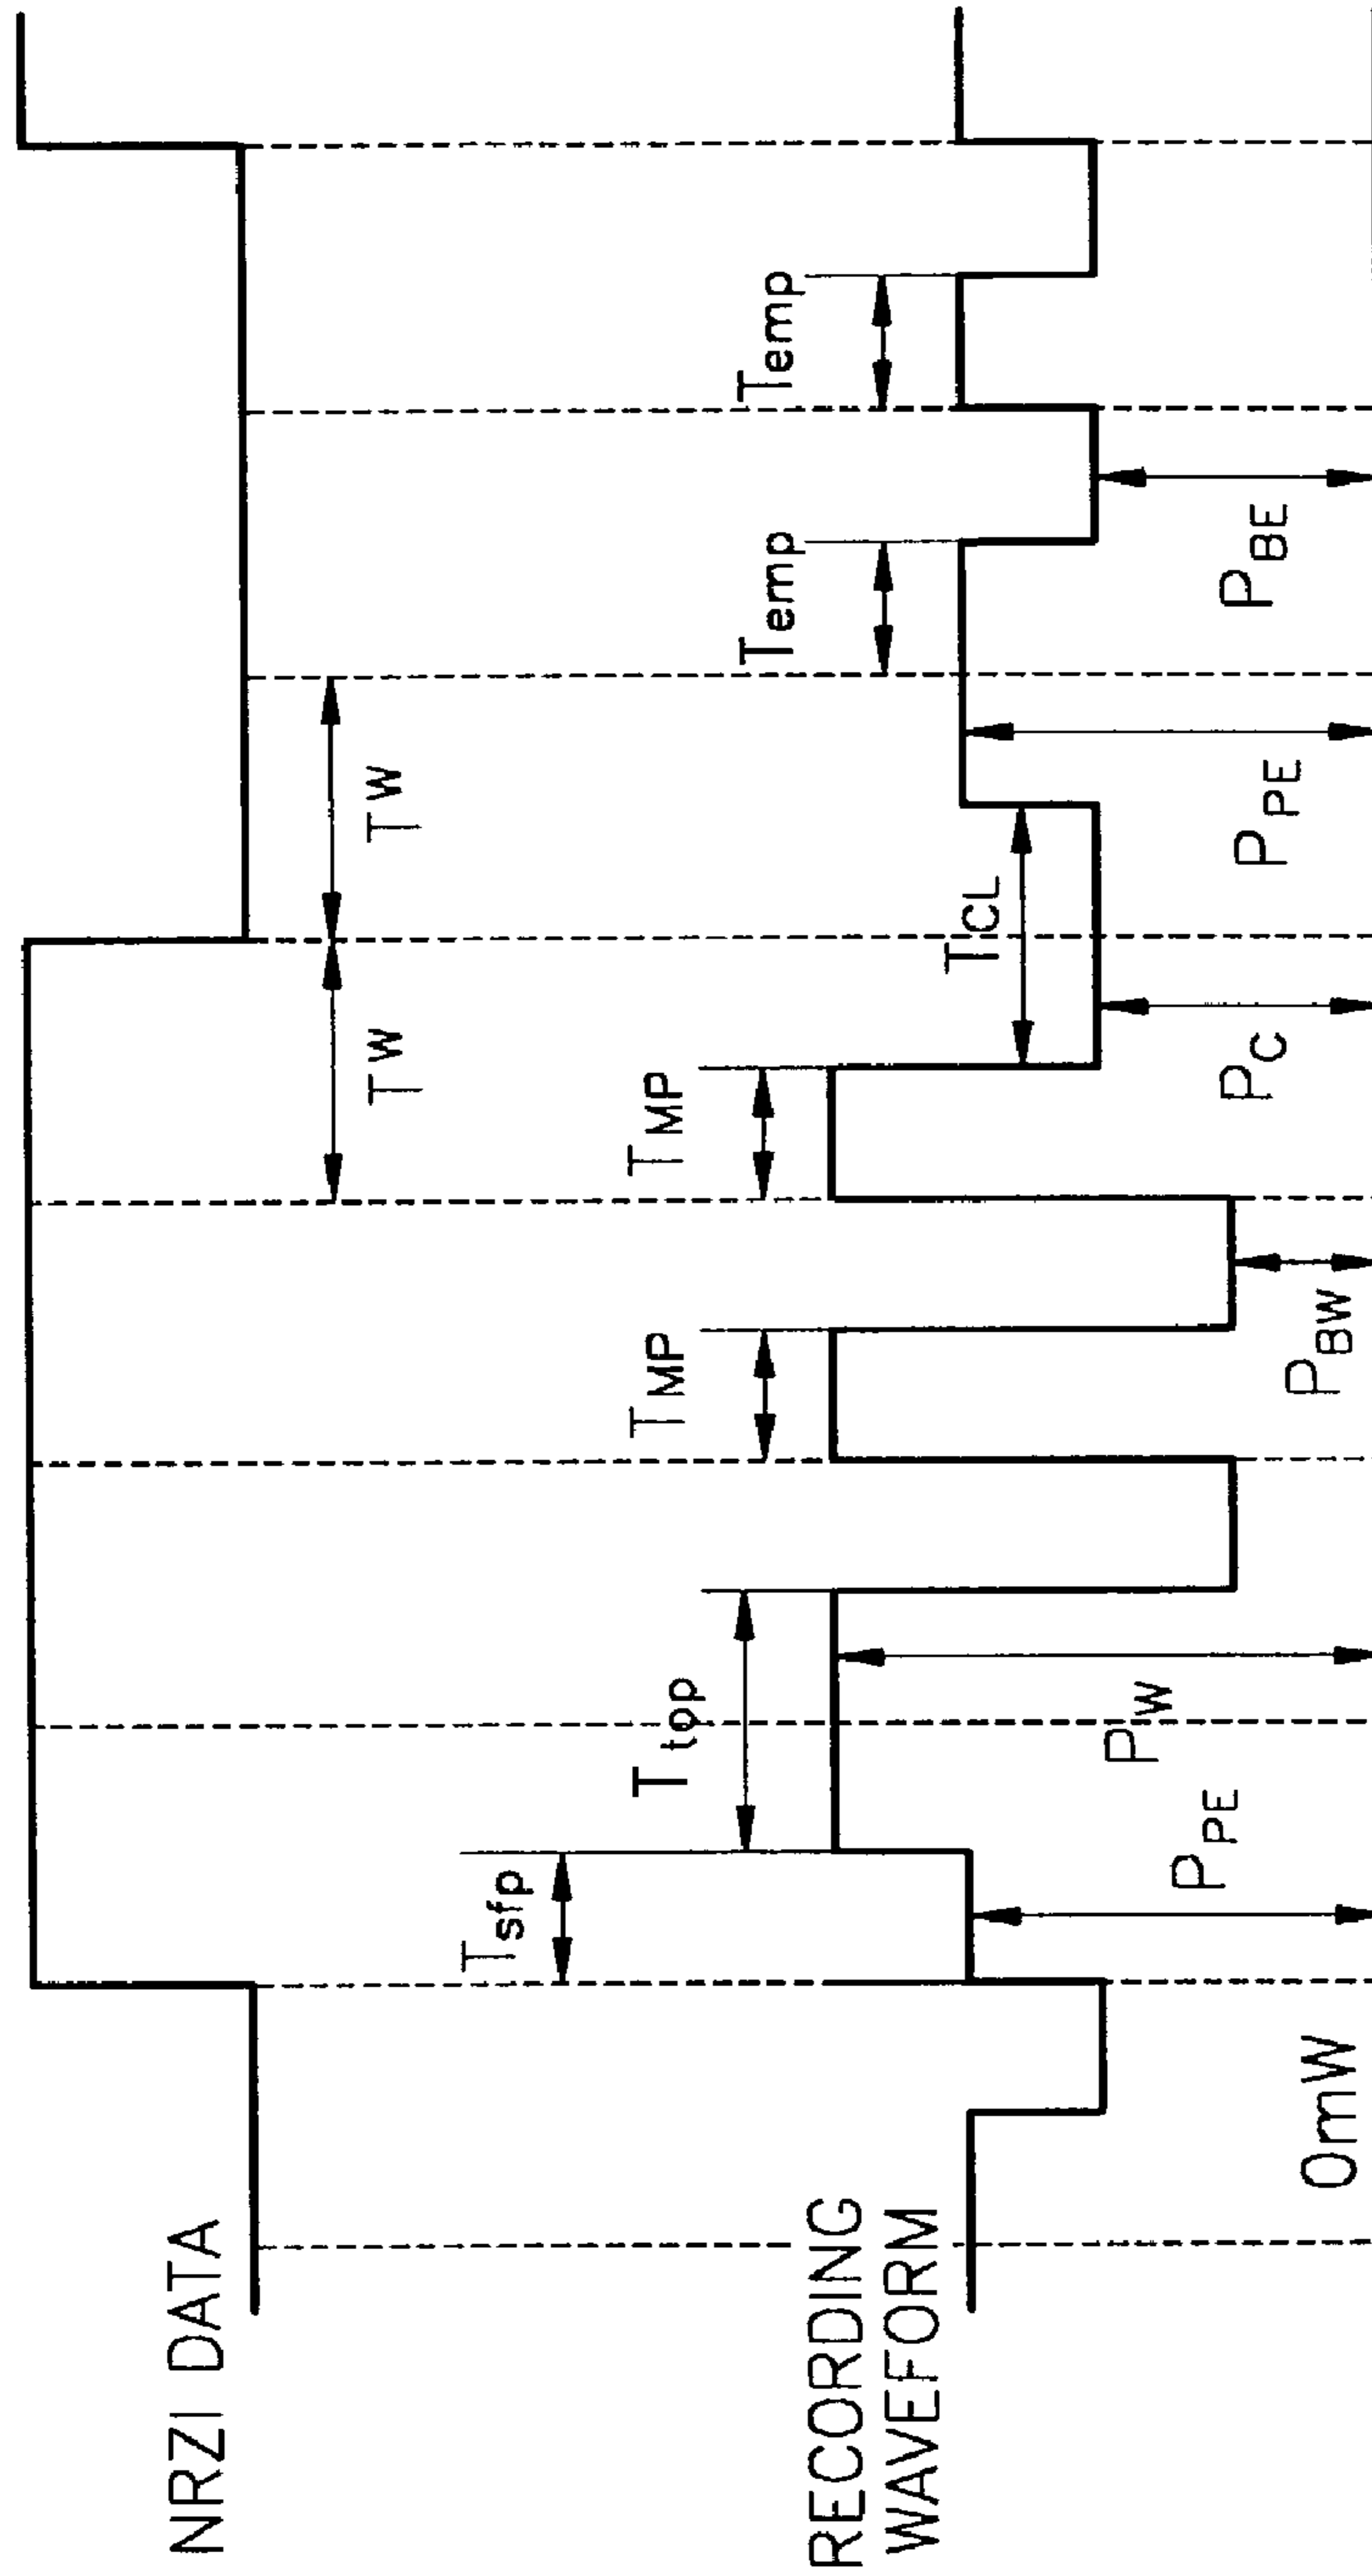 NRZI DATA
TW
TW
Tsfp
Ttop
TMP
TMP
Temp
Temp
RECORDING
WAVEFORM
TCL
0mW
PPE
PW
PBW
PC
PPE
PBE